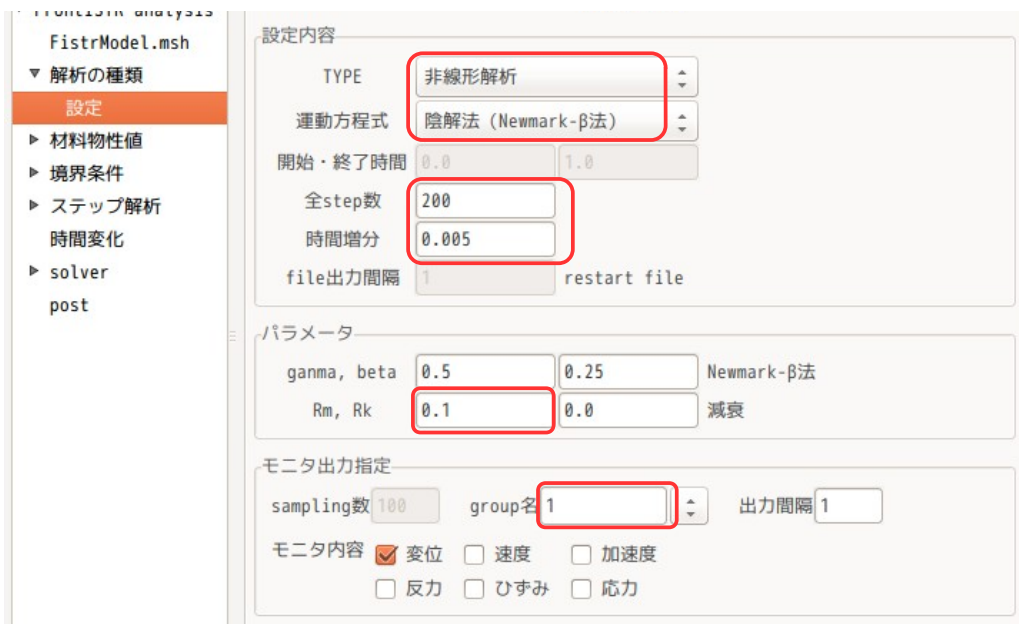 FrontISTR analysis
FistrModel.msh
解析の種類
設定
材料物性値
境界条件
ステップ解析
時間変化
solver
post
設定内容
TYPE 非線形解析
運動方程式 陰解法 (Newmark-β法)
開始・終了時間 0.0 1.0
全step数 200
時間増分 0.005
file出力間隔 1 restart file
パラメータ
ganma, beta 0.5 0.25 Newmark-β法
Rm, Rk 0.1 0.0 減衰
モニタ出力指定
sampling数 100 group名 1 出力間隔 1
モニタ内容 変位 速度 加速度
反力 ひずみ 応力